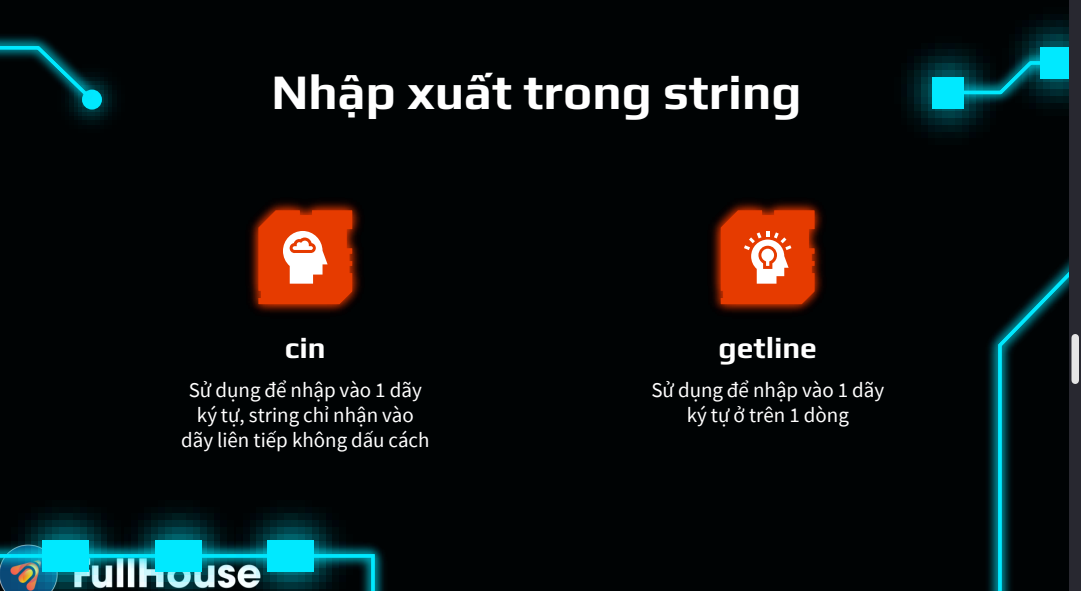 Nhập xuất trong string
cin
Sử dụng để nhập vào 1 dãy
ký tự, string chỉ nhận vào
dãy liên tiếp không dấu cách
getline
Sử dụng để nhập vào 1 dãy
ký tự ở trên 1 dòng
FullHouse